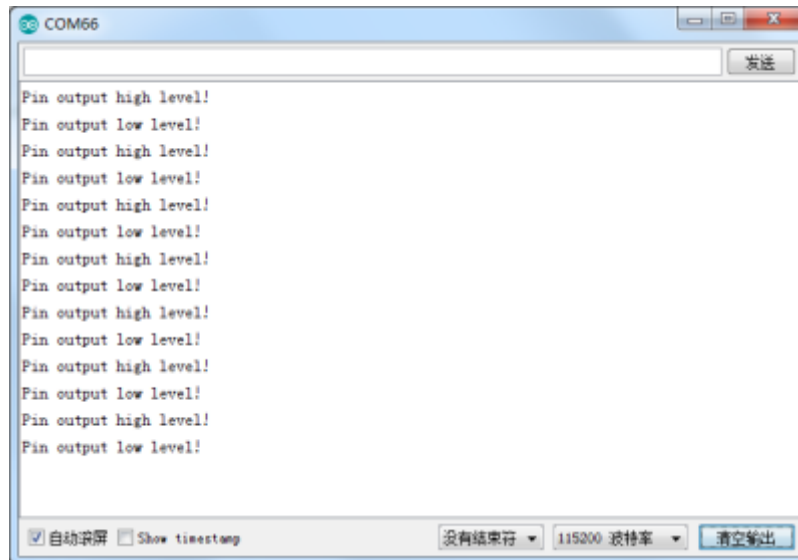 COM66
发送
Pin output high level!
Pin output low level!
Pin output high level!
Pin output low level!
Pin output high level!
Pin output low level!
Pin output high level!
Pin output low level!
Pin output high level!
Pin output low level!
Pin output high level!
Pin output low level!
Pin output high level!
Pin output low level!
自动滚屏 Show timestamp 没有结束符 115200 波特率 清空输出